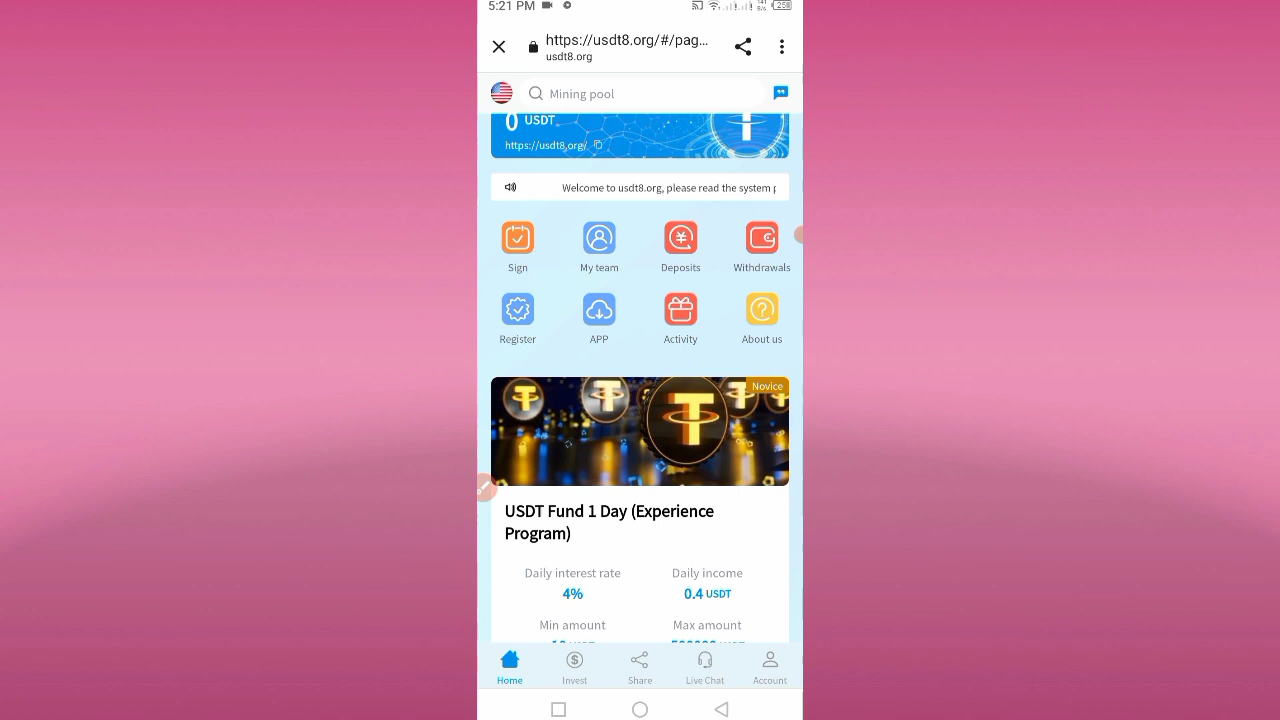 5:21 PM
141
B/s
258
https://usdt8.org/#/pag...
usdt8.org
Mining pool
0 USDT
https://usdt8.org/
Welcome to usdt8.org, please read the system
Sign
My team
Deposits
Withdrawals
Register
APP
Activity
About us
Novice
USDT Fund 1 Day (Experience
Program)
Daily interest rate
Daily income
4%
0.4 USDT
Min amount
Max amount
Home
Invest
Share
Live Chat
Account